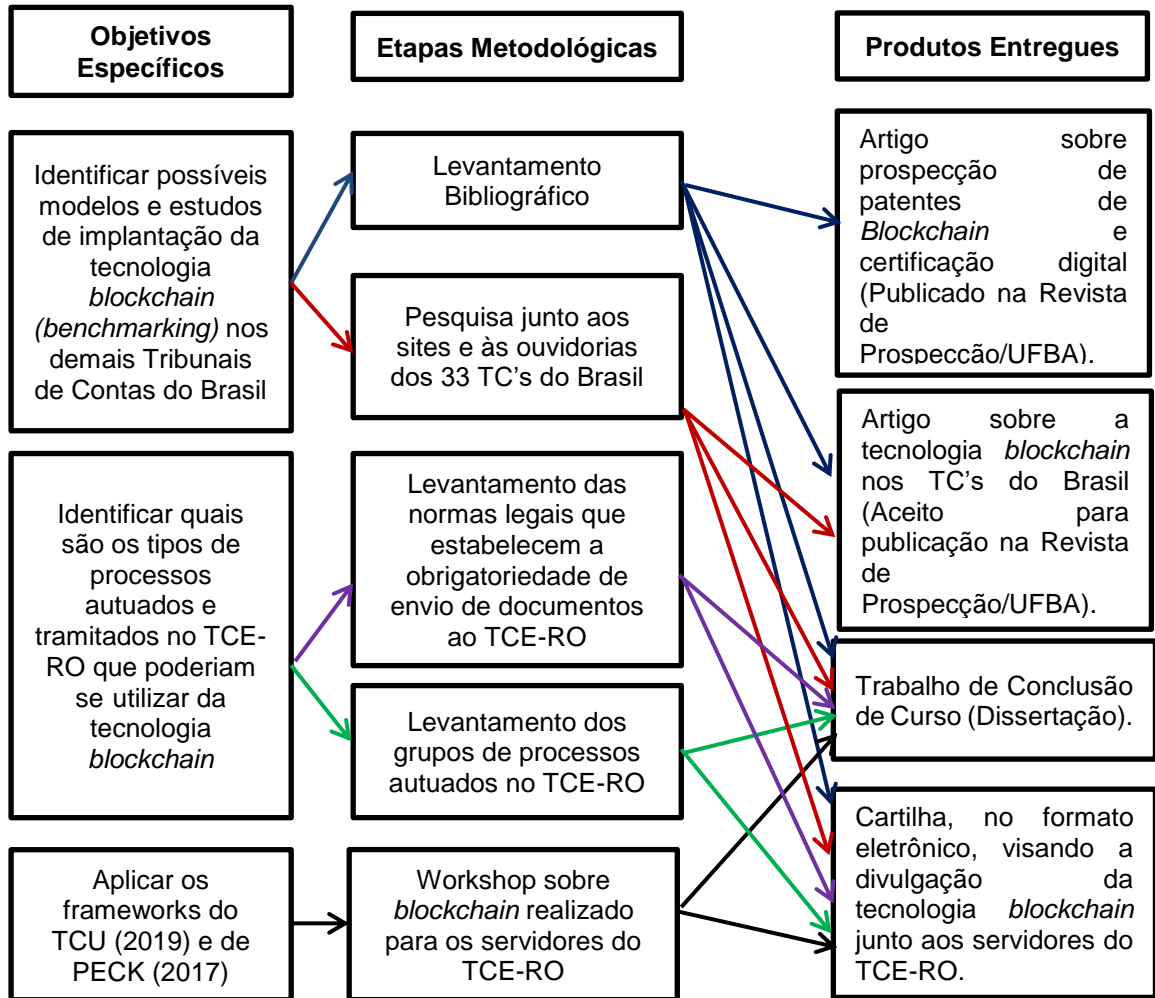 Objetivos
Específicos
Etapas Metodológicas
Produtos Entregues
Identificar possíveis
modelos e estudos
de implantação da
tecnologia
blockchain
(benchmarking) nos
demais Tribunais
de Contas do Brasil
Levantamento
Bibliográfico
Pesquisa junto aos
sites e às ouvidorias
dos 33 TC’s do Brasil
Artigo sobre
prospecção de
patentes de
Blockchain e
certificação digital
(Publicado na Revista
de
Prospecção/UFBA).
Artigo sobre a
tecnologia blockchain
nos TC’s do Brasil
(Aceito para
publicação na Revista
de
Prospecção/UFBA).
Identificar quais
são os tipos de
processos
autuados e
tramitados no TCE-
RO que poderiam
se utilizar da
tecnologia
blockchain
Levantamento das
normas legais que
estabelecem a
obrigatoriedade de
envio de documentos
ao TCE-RO
Levantamento dos
grupos de processos
autuados no TCE-RO
Trabalho de Conclusão
de Curso (Dissertação).
Aplicar os
frameworks do
TCU (2019) e de
PECK (2017)
Workshop sobre
blockchain realizado
para os servidores do
TCE-RO
Cartilha, no formato
eletrônico, visando a
divulgação da
tecnologia blockchain
junto aos servidores do
TCE-RO.